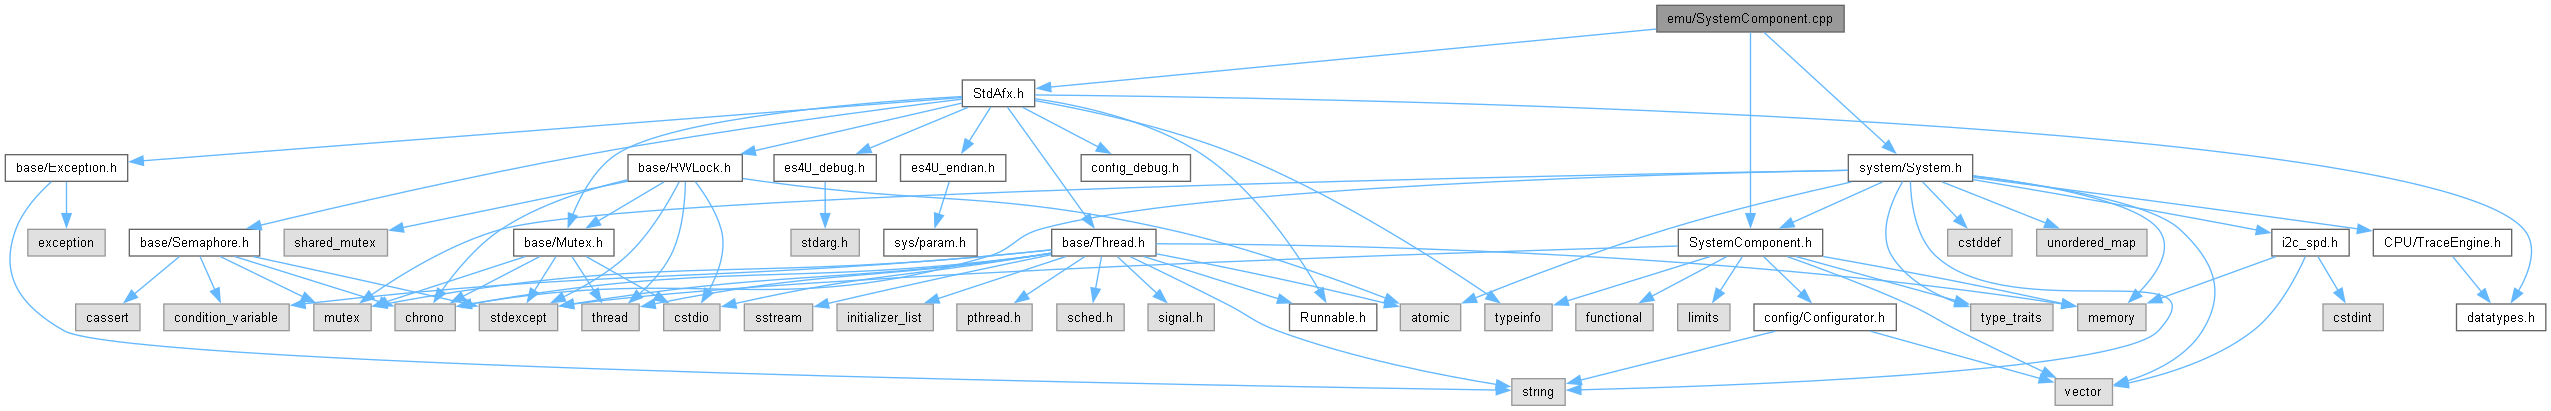 emu/SystemComponent.cpp
StdAfx.h
base/Exception.h
base/RWLock.h
es4U_debug.h
es4U_endian.h
config_debug.h
system/System.h
exception
base/Semaphore.h
shared_mutex
base/Mutex.h
stdarg.h
sys/param.h
base/Thread.h
SystemComponent.h
cstddef
unordered_map
i2c_spd.h
CPU/TraceEngine.h
cassert
condition_variable
mutex
chrono
stdexcept
thread
cstdio
sstream
initializer_list
pthread.h
sched.h
signal.h
Runnable.h
atomic
typeinfo
functional
limits
config/Configurator.h
type_traits
memory
cstdint
datatypes.h
string
vector